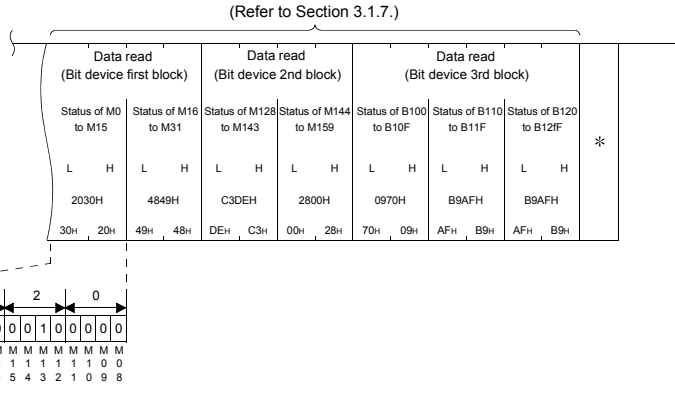 (Refer to Section 3.1.7.)
Data read Data read Data read
(Bit device first block) (Bit device 2nd block) (Bit device 3rd block)
Status of M0 Status of M16 Status of M128 Status of M144 Status of B100 Status of B110 Status of B120
to M15 to M31 to M143 to M159 to B10F to B11F to B12fF
*
L H L H L H L H L H L H L H
2030H 4849H C3DEH 2800H 0970H B9AFH B9AFH
30H 20H 49H 48H DEH C3H 00H 28H 70H 09H AFH B9H AFH B9H
2 0
0 0 1 0 0 0 0 0
M M M M M M M M
1 1 1 1 1 1 0 0
5 4 3 2 1 0 9 8